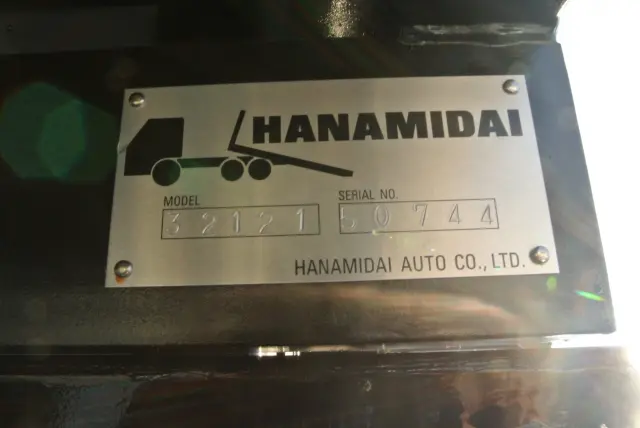 HANAMIDAI
MODEL
32121
SERIAL NO.
50744
HANAMIDAI AUTO CO., LTD.